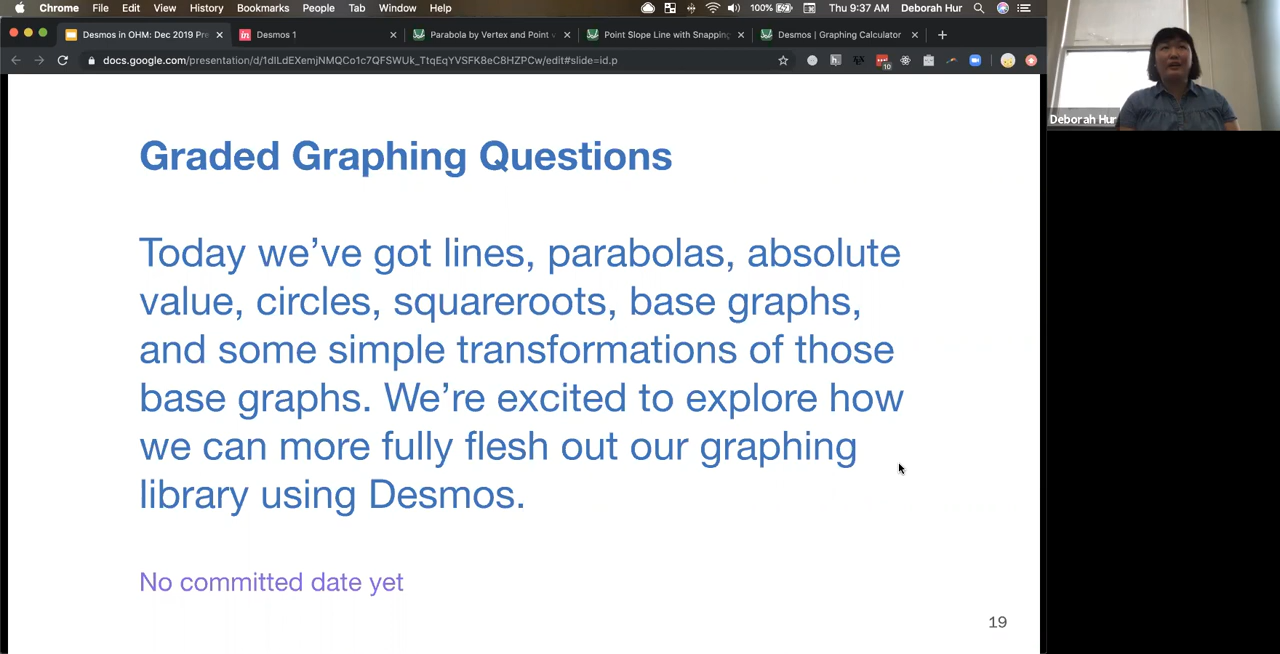 Chrome File Edit View History Bookmarks People Tab Window Help 100% Thu 9:37 AM Deborah Hur
Desmos in OHM: Dec 2019 Pre Desmos 1 Parabola by Vertex and Point v Point Slope Line with Snapping Desmos | Graphing Calculator
docs.google.com/presentation/d/1dlLdEXemjNMQCo1c7QFSWUk_TtqEqYVSFK8eC8HZPCw/edit#slide=id.p
10
Deborah Hur
Graded Graphing Questions
Today we've got lines, parabolas, absolute
value, circles, squareroots, base graphs,
and some simple transformations of those
base graphs. We're excited to explore how
we can more fully flesh out our graphing
library using Desmos.
No committed date yet
19